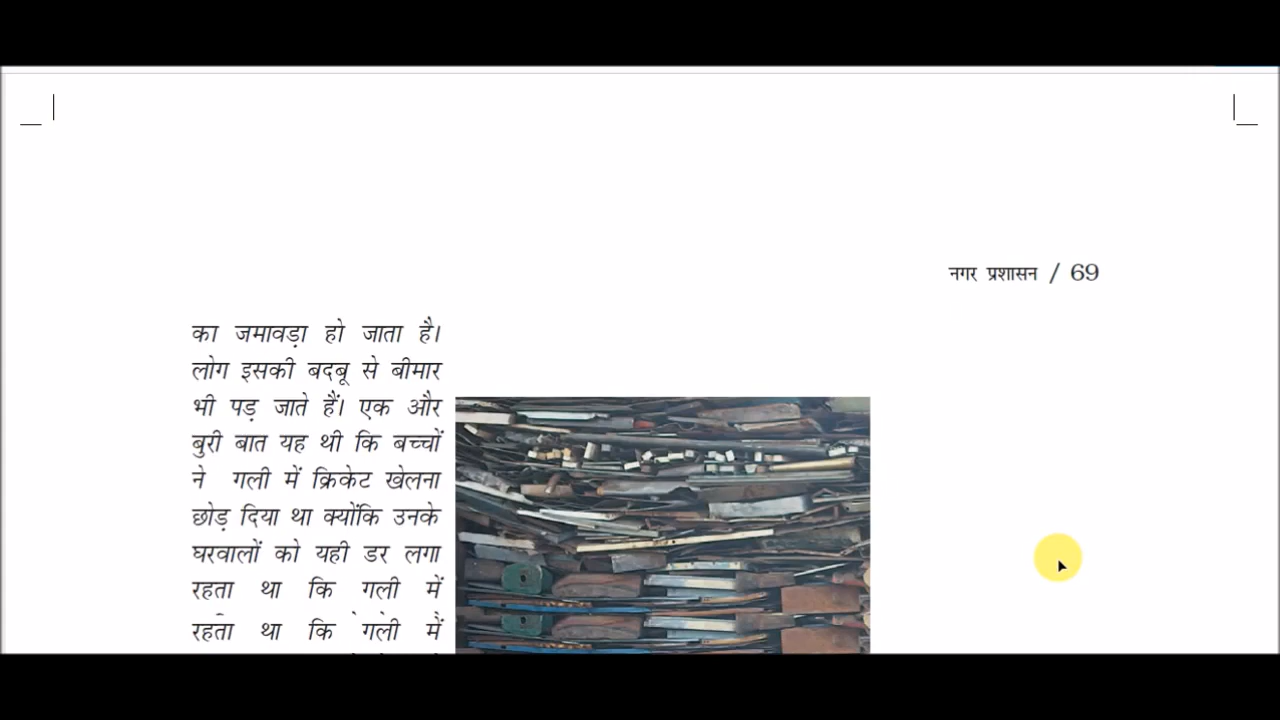 नगर प्रशासन / 69
का जमावड़ा हो जाता है।
लोग इसकी बदबू से बीमार
भी पड़ जाते हैं। एक और
बुरी बात यह थी कि बच्चों
ने गली में क्रिकेट खेलना
छोड़ दिया था क्योंकि उनके
घरवालों को यही डर लगा
रहता था कि गली में
रहता था कि गली में